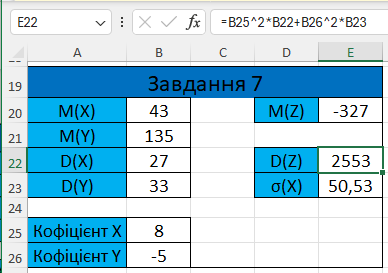 E22 fx =B25^2*B22+B26^2*B23
A B C D E
19 Завдання 7
20 M(X) 43 M(Z) -327
21 M(Y) 135
22 D(X) 27 D(Z) 2553
23 D(Y) 33 σ(X) 50,53
24
25 Кофіцієнт X 8
26 Кофіцієнт Y -5